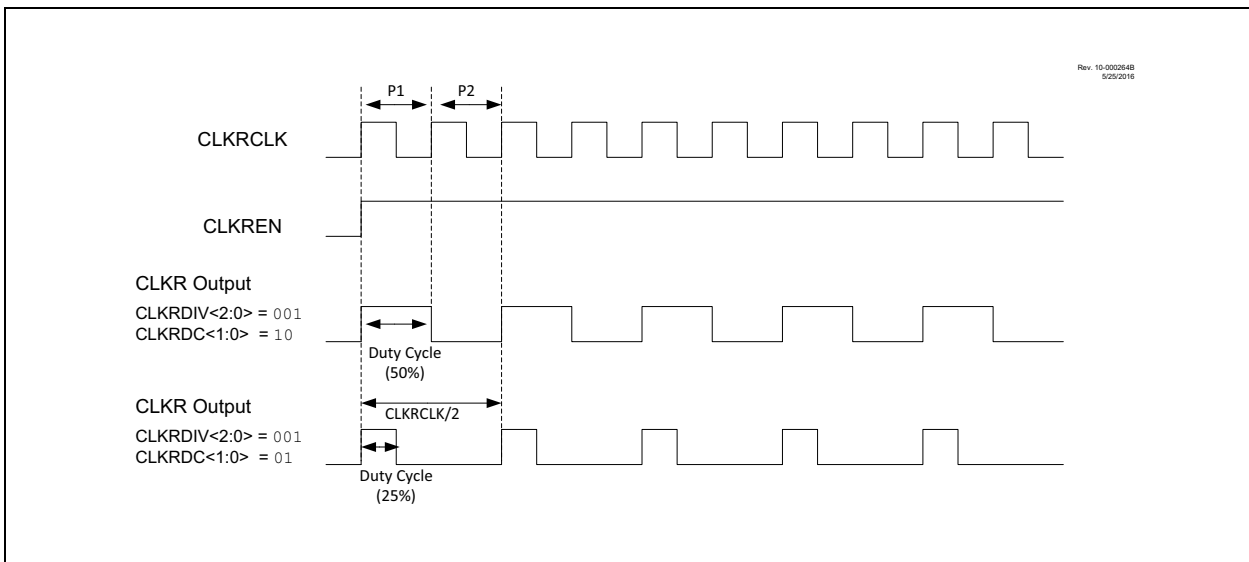 Rev. 10-000264B
5/25/2016
P1
P2
CLKRCLK
CLKREN
CLKR Output
CLKRDIV<2:0> = 001
CLKRDC<1:0> = 10
Duty Cycle
(50%)
CLKR Output
CLKRCLK/2
CLKRDIV<2:0> = 001
CLKRDC<1:0> = 01
Duty Cycle
(25%)